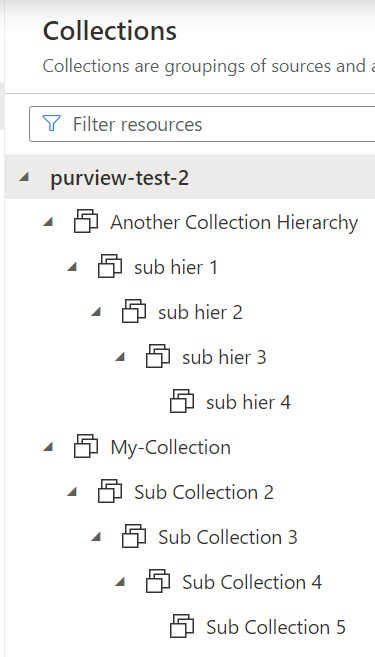 Collections
Collections are groupings of sources and a
Filter resources
purview-test-2
Another Collection Hierarchy
sub hier 1
sub hier 2
sub hier 3
sub hier 4
My-Collection
Sub Collection 2
Sub Collection 3
Sub Collection 4
Sub Collection 5